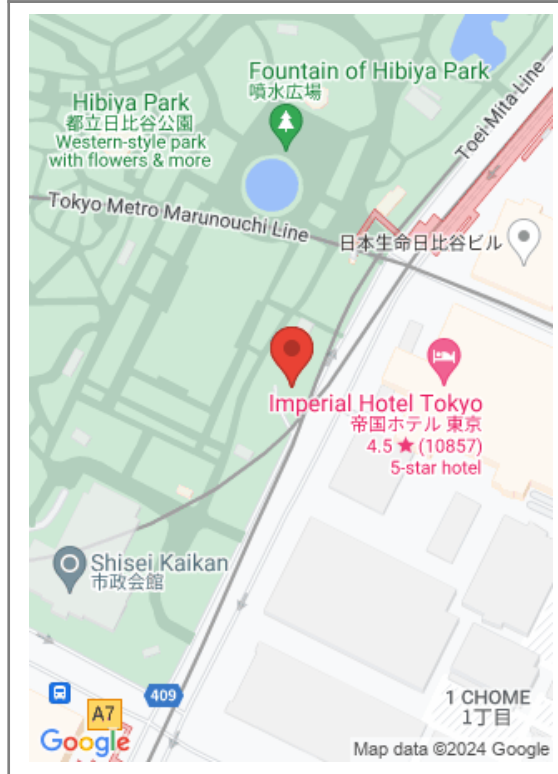 Fountain of Hibiya Park
噴水広場
Hibiya Park
都立日比谷公園
Western-style park
with flowers & more
Toei Mita Line
Tokyo Metro Marunouchi Line
日本生命日比谷ビル
Imperial Hotel Tokyo
帝国ホテル 東京
4.5 ★ (10857)
5-star hotel
Shisei Kaikan
市政会館
409
A7
1 CHOME
1丁目
Google
Map data ©2024 Google